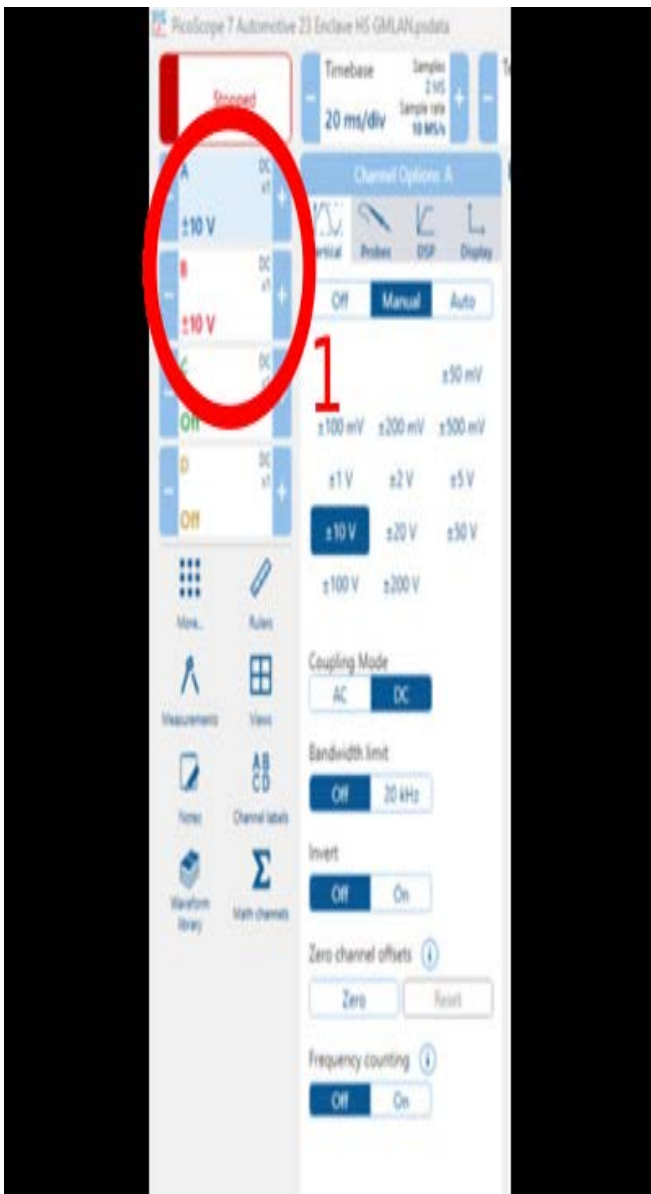 PicoScope 7 Automotive 23 Enclave HS GMLAN.psdata
Stopped
Timebase
Samples
2 MS
20 ms/div
Sample rate
10 MS/s
- +
-
A DC
x1
- +
±10 V
B DC
x1
- +
±10 V
C DC
Off
D DC
x1
- +
Off
More...
Rulers
Measurements
Views
Notes
A B
C D
Channel labels
Waveform
library
Σ
Math channels
Channel Options: A
Vertical Probes DSP Display
Off Manual Auto
1
±50 mV
±100 mV ±200 mV ±500 mV
±1 V ±2 V ±5 V
±10 V ±20 V ±50 V
±100 V ±200 V
Coupling Mode
AC DC
Bandwidth limit
Off 20 kHz
Invert
Off On
Zero channel offsets i
Zero Reset
Frequency counting i
Off On